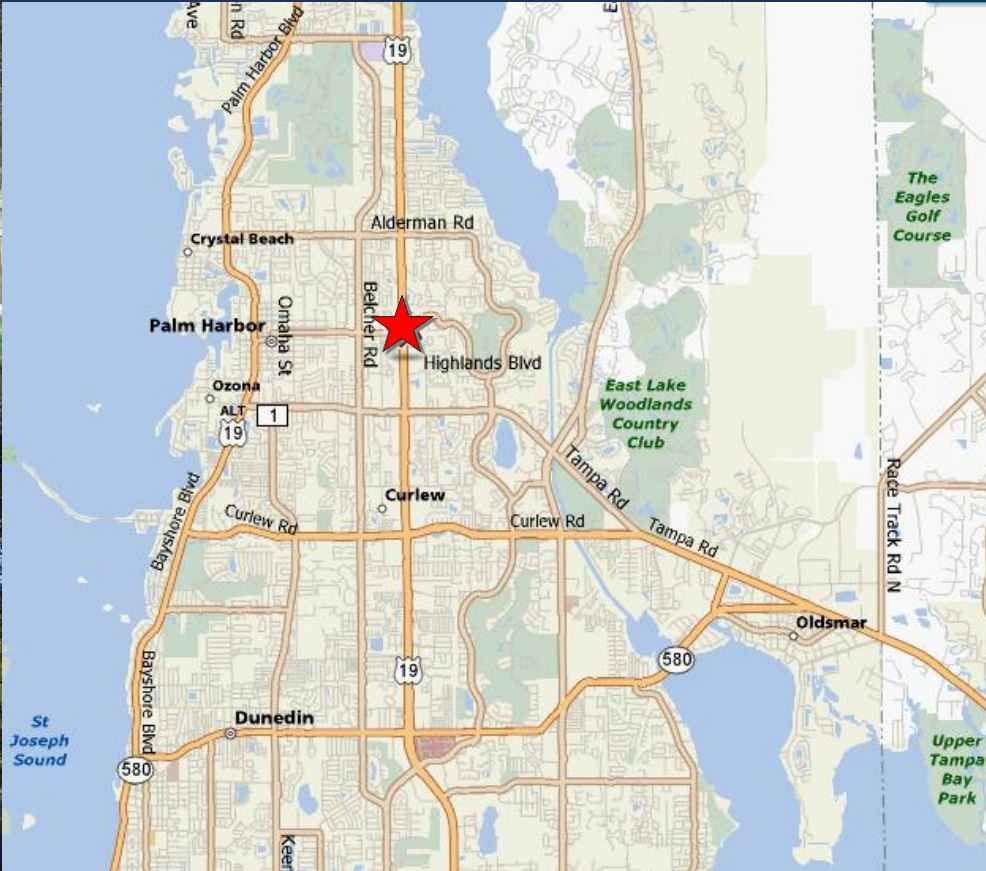 Ave
n Rd
Palm Harbor Blvd
19
E
The
Eagles
Golf
Course
Alderman Rd
Crystal Beach
Omaha St
Belcher Rd
Palm Harbor
Highlands Blvd
Ozona
ALT
19
1
East Lake
Woodlands
Country
Club
Tampa Rd
Race Track Rd N
Curlew
Bayshore Blvd
Curlew Rd
Curlew Rd
Tampa Rd
Oldsmar
580
19
Bayshore Blvd
St
Joseph
Sound
Dunedin
580
Upper
Tampa
Bay
Park
Keer